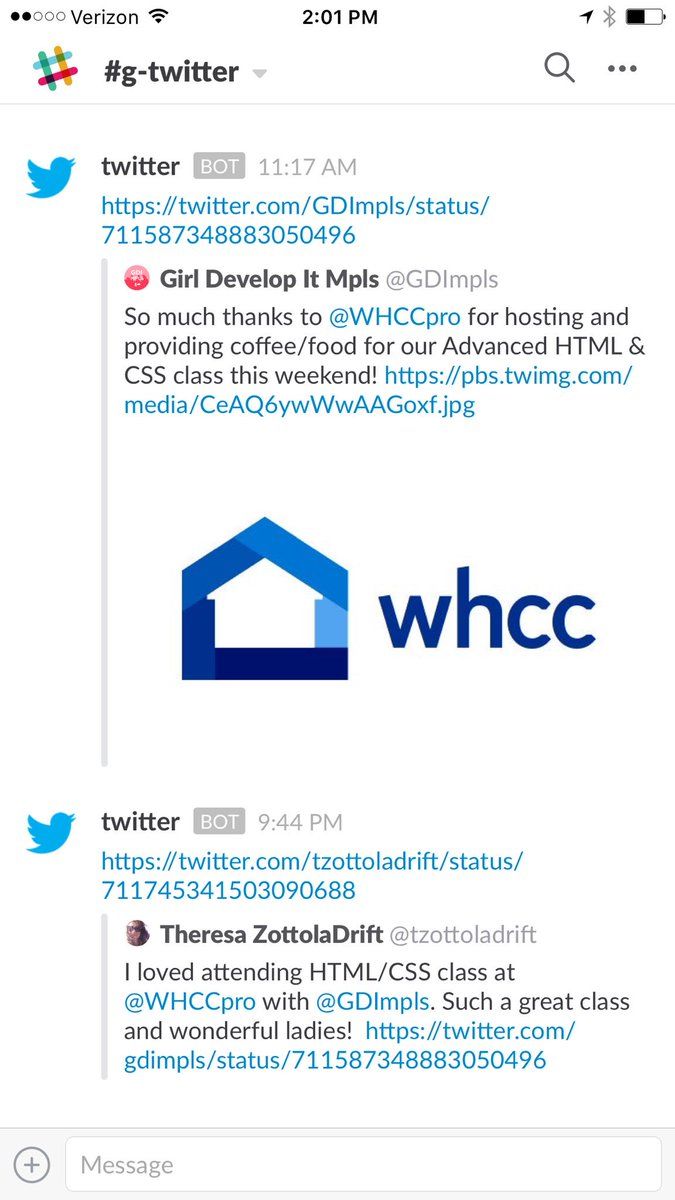 Verizon 2:01 PM
#g-twitter
twitter BOT 11:17 AM
https://twitter.com/GDImpls/status/
711587348883050496
Girl Develop It Mpls @GDImpls
So much thanks to @WHCCpro for hosting and
providing coffee/food for our Advanced HTML &
CSS class this weekend! https://pbs.twimg.com/
media/CeAQ6ywWwAAGoxf.jpg
whcc
twitter BOT 9:44 PM
https://twitter.com/tzottoladrift/status/
711745341503090688
Theresa ZottolaDrift @tzottoladrift
I loved attending HTML/CSS class at
@WHCCpro with @GDImpls. Such a great class
and wonderful ladies! https://twitter.com/
gdimpls/status/711587348883050496
Message